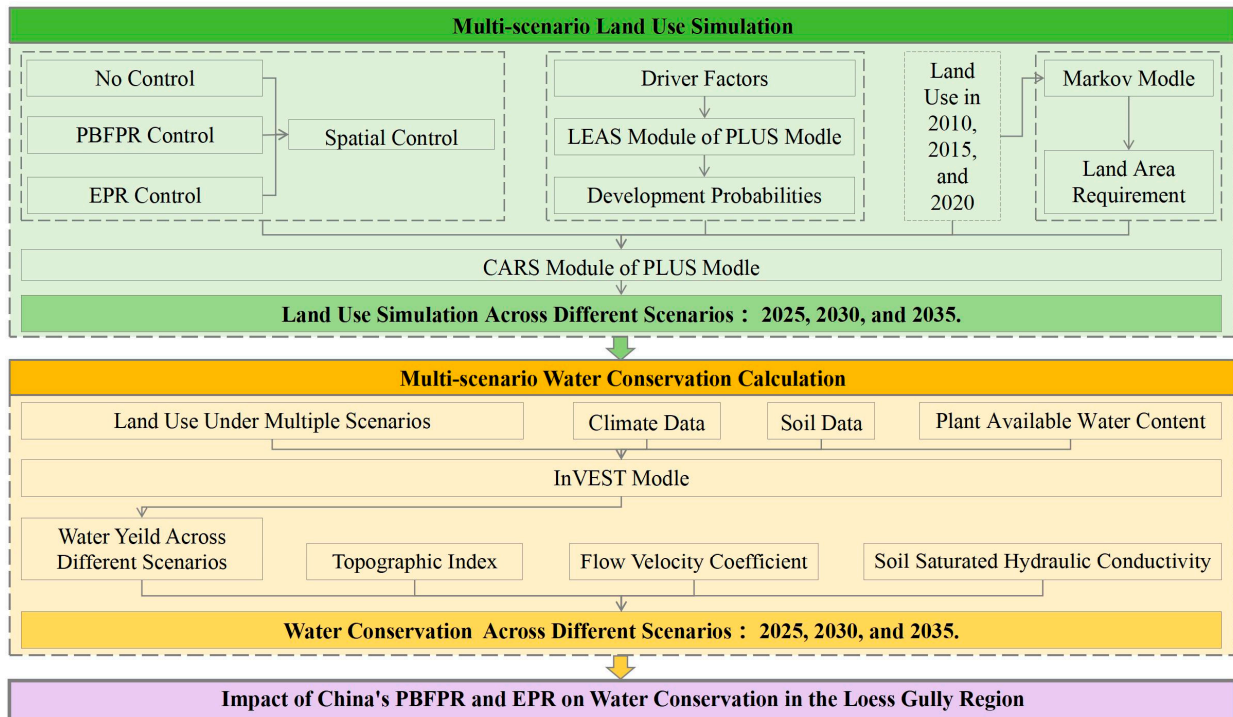 Multi-scenario Land Use Simulation
No Control
PBFPR Control
EPR Control
Spatial Control
Driver Factors
LEAS Module of PLUS Modle
Development Probabilities
Land
Use in
2010,
2015,
and
2020
Markov Modle
Land Area
Requirement
CARS Module of PLUS Modle
Land Use Simulation Across Different Scenarios： 2025, 2030, and 2035.
Multi-scenario Water Conservation Calculation
Land Use Under Multiple Scenarios
Climate Data
Soil Data
Plant Available Water Content
InVEST Modle
Water Yeild Across
Different Scenarios
Topographic Index
Flow Velocity Coefficient
Soil Saturated Hydraulic Conductivity
Water Conservation Across Different Scenarios： 2025, 2030, and 2035.
Impact of China's PBFPR and EPR on Water Conservation in the Loess Gully Region